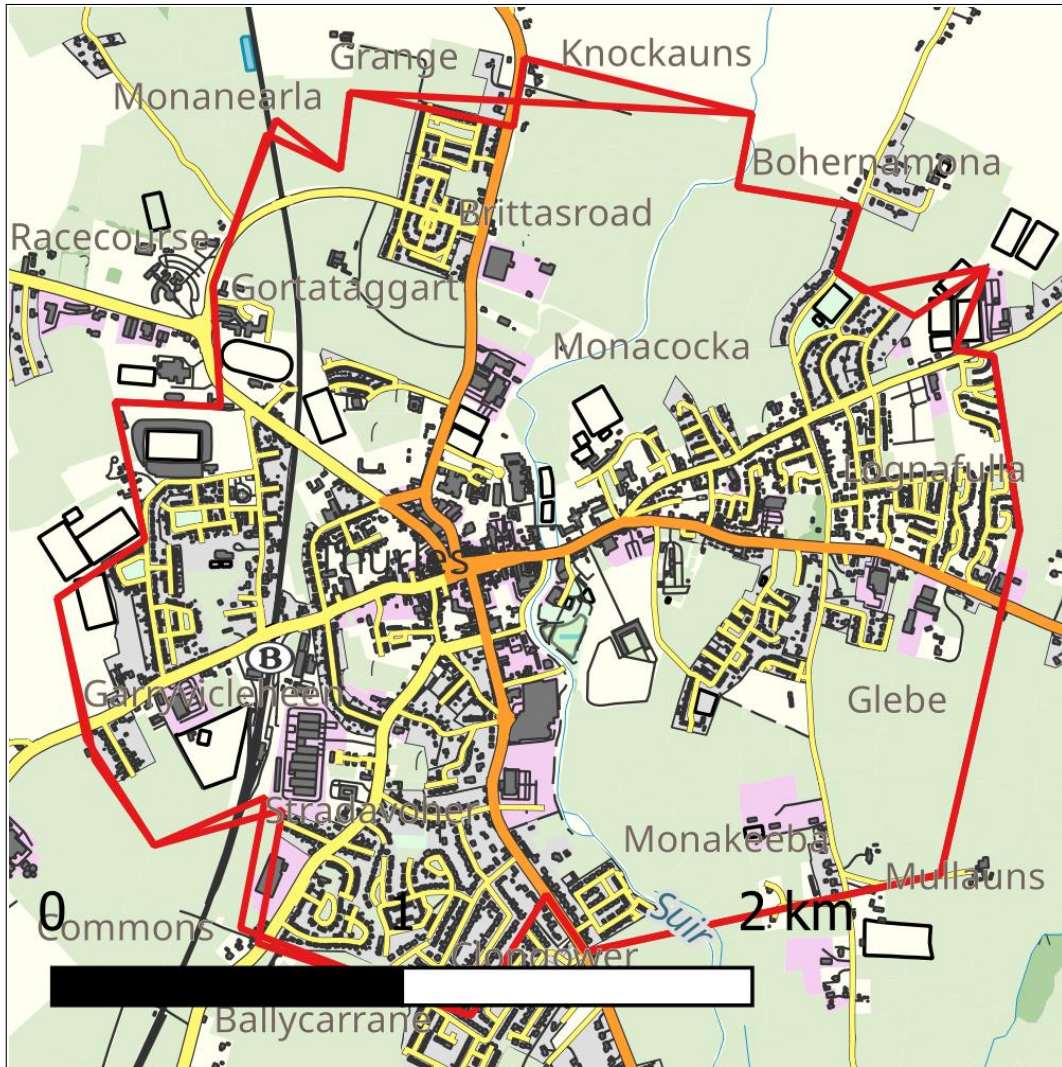 Grange
Knockauns
Monanearla
Bohernamona
Brittasroad
Racecourse
Gortataggart
Monacocka
Lognafulla
Thurles
B
Garryvicleheen
Glebe
Stradavoher
Monakeeba
Mullauns
0 1 2 km
Suir
Commons
Clongower
Ballycarrane